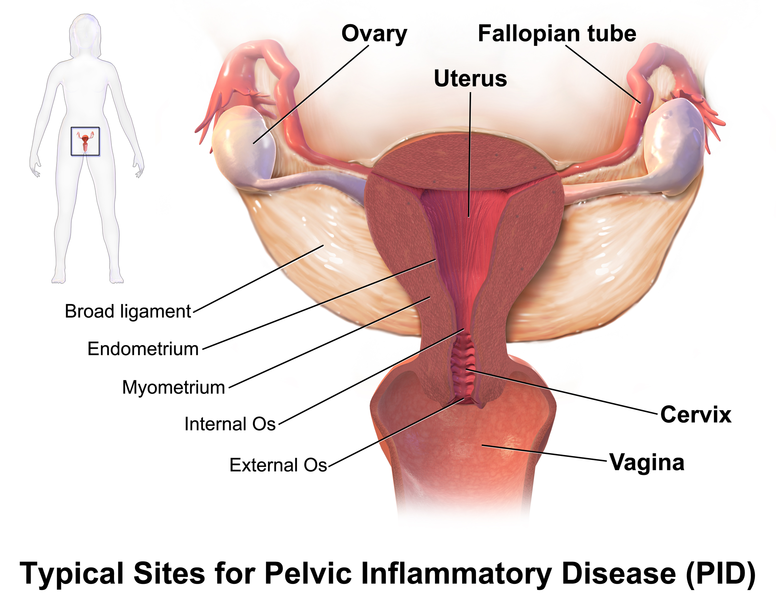 Ovary
Fallopian tube
Uterus
Broad ligament
Endometrium
Myometrium
Internal Os
External Os
Cervix
Vagina
Typical Sites for Pelvic Inflammatory Disease (PID)